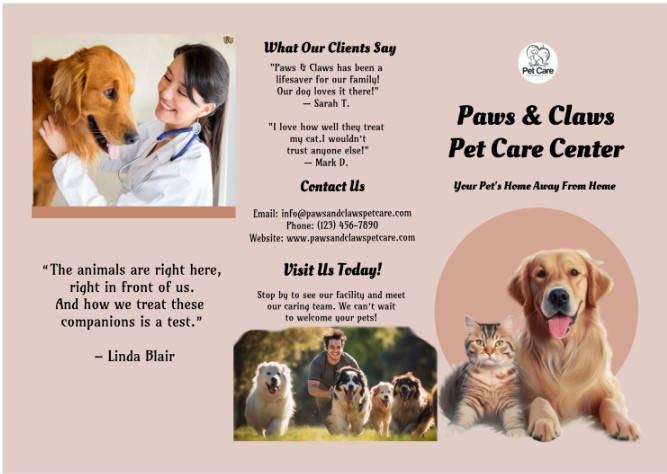 “The animals are right here,
right in front of us.
And how we treat these
companions is a test.”
– Linda Blair
What Our Clients Say
"Paws & Claws has been a
lifesaver for our family!
Our dog loves it there!"
— Sarah T.
"I love how well they treat
my cat.I wouldn't
trust anyone else!"
— Mark D.
Contact Us
Email: info@pawsandclawspetcare.com
Phone: (123) 456-7890
Website: www.pawsandclawspetcare.com
Visit Us Today!
Stop by to see our facility and meet
our caring team. We can't wait
to welcome your pets!
Pet Care
Paws & Claws
Pet Care Center
Your Pet's Home Away From Home